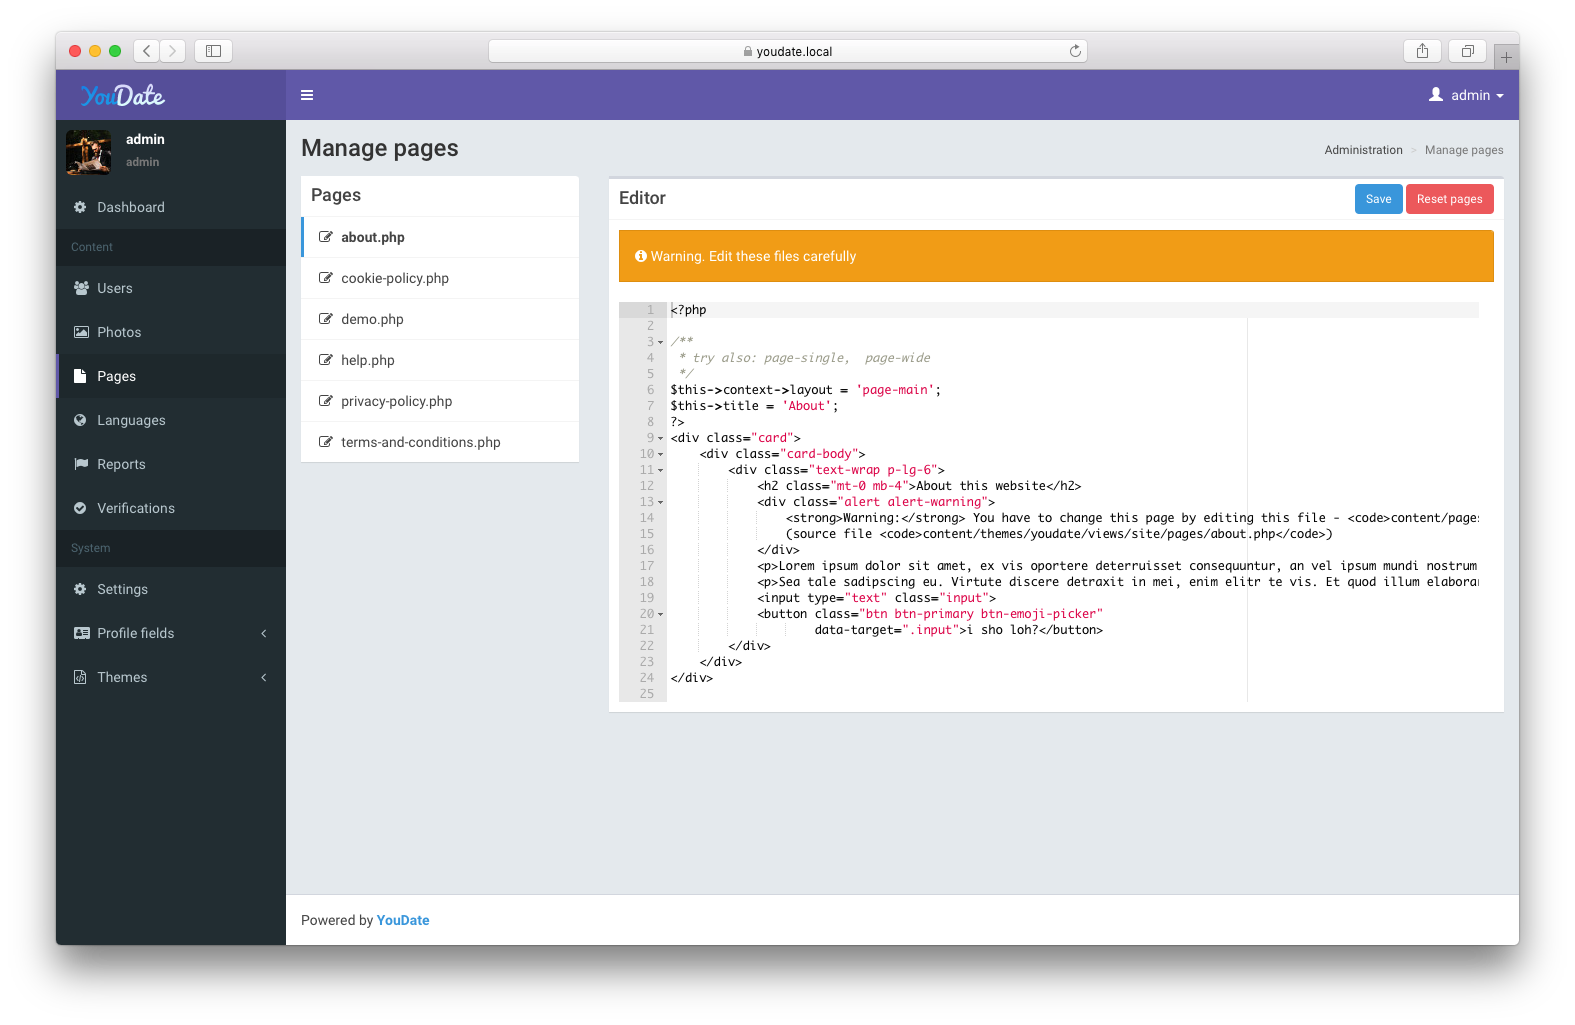 youdate.local
YouDate
admin
admin
admin
Manage pages
Administration > Manage pages
Dashboard
Content
Users
Photos
Pages
Languages
Reports
Verifications
System
Settings
Profile fields
Themes
Pages
about.php
cookie-policy.php
demo.php
help.php
privacy-policy.php
terms-and-conditions.php
Editor
Save
Reset pages
Warning. Edit these files carefully
1 <?php
2
3 /**
4  * try also: page-single,  page-wide
5  */
6 $this->context->layout = 'page-main';
7 $this->title = 'About';
8 ?>
9 <div class="card">
10     <div class="card-body">
11         <div class="text-wrap p-lg-6">
12             <h2 class="mt-0 mb-4">About this website</h2>
13             <div class="alert alert-warning">
14                 <strong>Warning:</strong> You have to change this page by editing this file - <code>content/pages
15                 (source file <code>content/themes/youdate/views/site/pages/about.php</code>)
16             </div>
17             <p>Lorem ipsum dolor sit amet, ex vis oportere deterruisset consequuntur, an vel ipsum mundi nostrum
18             <p>Sea tale sadipscing eu. Virtute discere detraxit in mei, enim elitr te vis. Et quod illum elabora
19             <input type="text" class="input">
20             <button class="btn btn-primary btn-emoji-picker"
21                     data-target=".input">i sho loh?</button>
22         </div>
23     </div>
24 </div>
25
Powered by YouDate